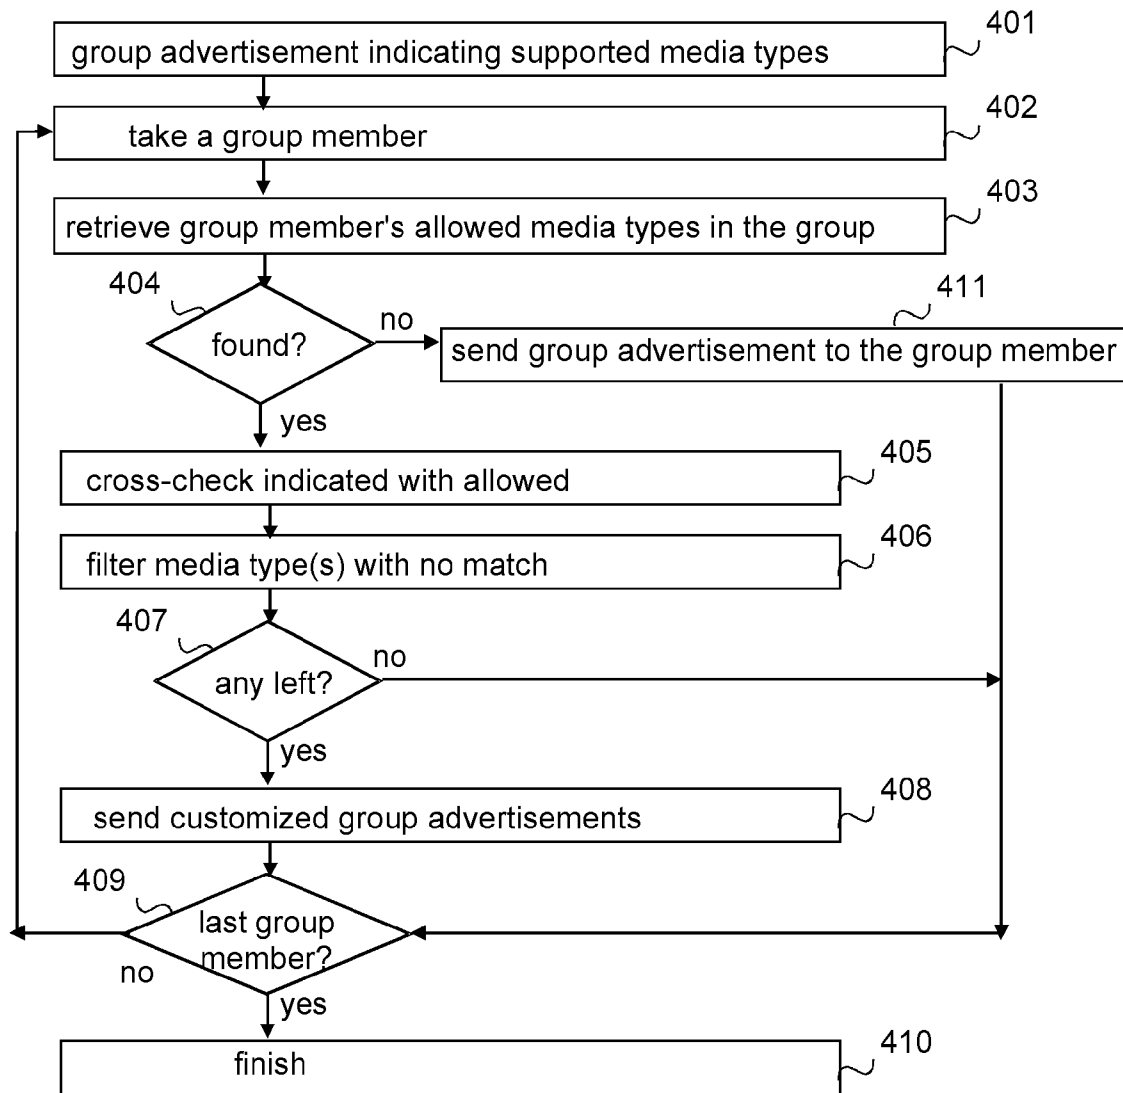 401
group advertisement indicating supported media types
402
take a group member
403
retrieve group member's allowed media types in the group
404
411
found?
no
send group advertisement to the group member
yes
405
cross-check indicated with allowed
406
filter media type(s) with no match
407
no
any left?
yes
408
send customized group advertisements
409
last group
member?
no
yes
410
finish